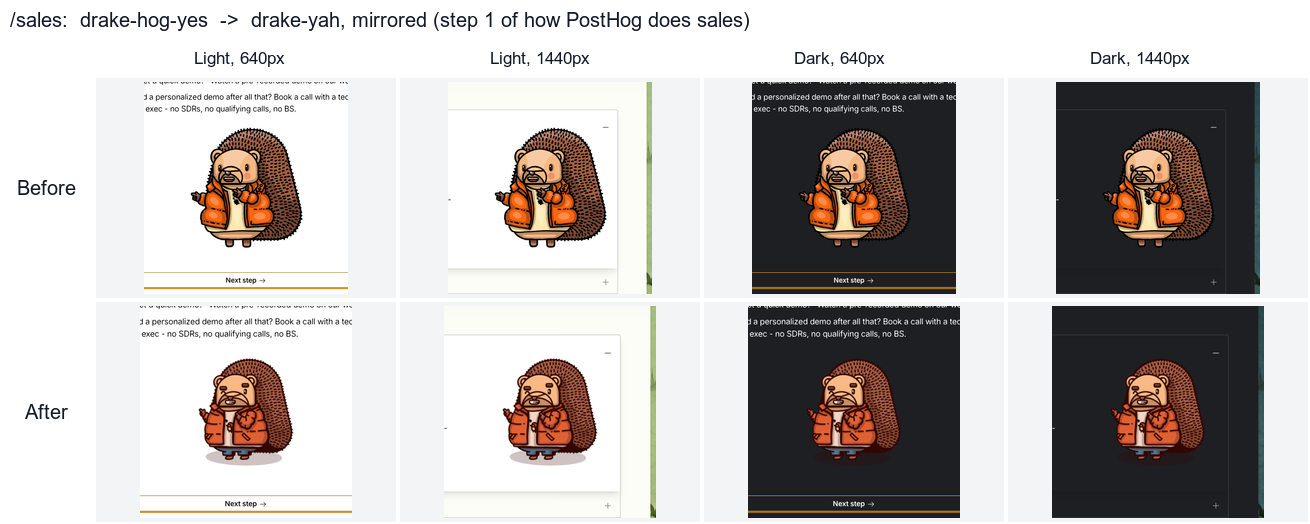 /sales:  drake-hog-yes  ->  drake-yah, mirrored (step 1 of how PostHog does sales)
Light, 640px
Light, 1440px
Dark, 640px
Dark, 1440px
Before
d a personalized demo after all that? Book a call with a tec
exec - no SDRs, no qualifying calls, no BS.
Next step →
d a personalized demo after all that? Book a call with a tec
exec - no SDRs, no qualifying calls, no BS.
Next step →
After
d a personalized demo after all that? Book a call with a tec
exec - no SDRs, no qualifying calls, no BS.
Next step →
d a personalized demo after all that? Book a call with a tec
exec - no SDRs, no qualifying calls, no BS.
Next step →